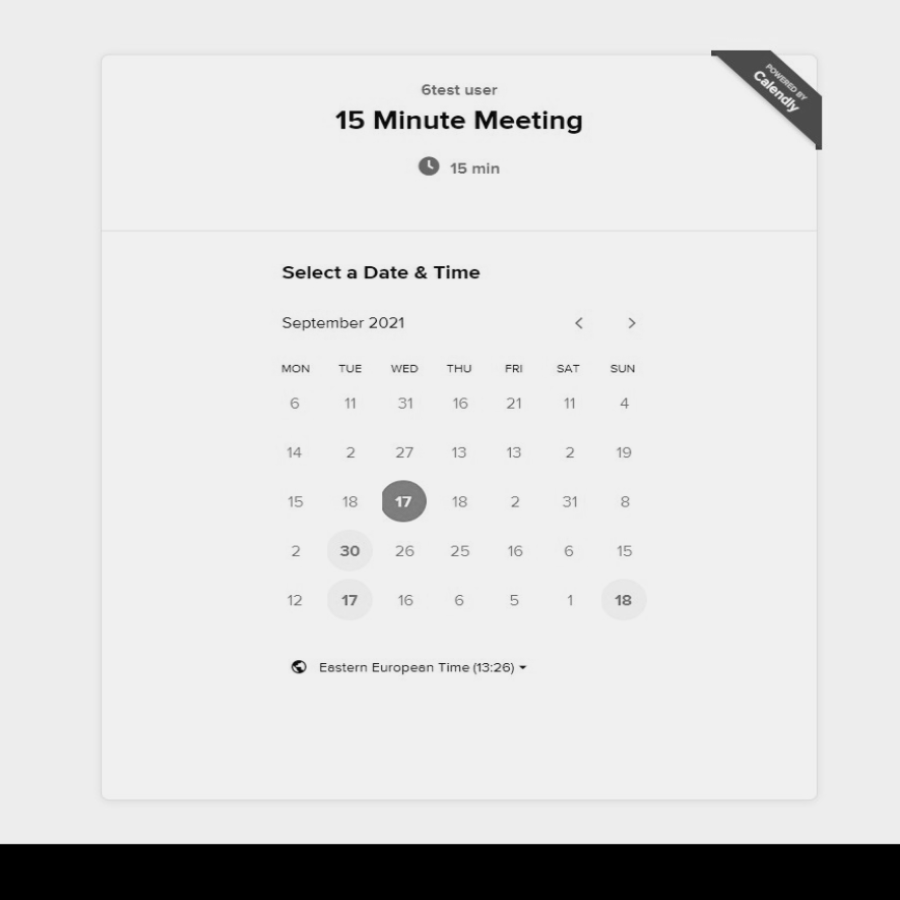 POWERED BY
Calendly
6test user
15 Minute Meeting
15 min
Select a Date & Time
September 2021
MON TUE WED THU FRI SAT SUN
6 11 31 16 21 11 4
14 2 27 13 13 2 19
15 18 17 18 2 31 8
2 30 26 25 16 6 15
12 17 16 6 5 1 18
Eastern European Time (13:26)